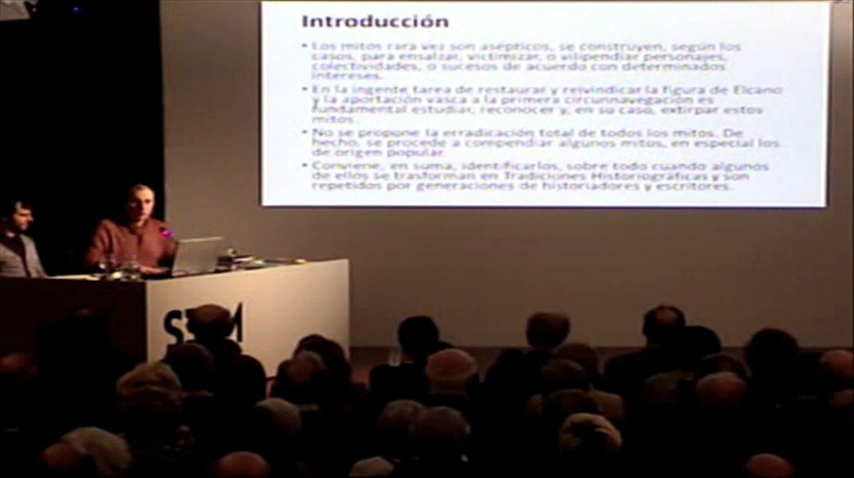 Introducción
• Los mitos rara vez son asépticos, se construyen, según los
casos, para ensalzar, victimizar, o vilipendiar personajes,
colectividades, o sucesos de acuerdo con determinados
intereses.
• En la ingente tarea de restaurar y reivindicar la figura de Elcano
y la aportación vasca a la primera circunnavegación es
fundamental estudiar, reconocer y, en su caso, extirpar estos
mitos
• No se propone la erradicación total de todos los mitos. De
hecho, se procede a compendiar algunos mitos, en especial los
de origen popular
• Conviene, en suma, identificarlos, sobre todo cuando algunos
de ellos se trasforman en Tradiciones Historiográficas y son
repetidos por generaciones de historiadores y escritores.